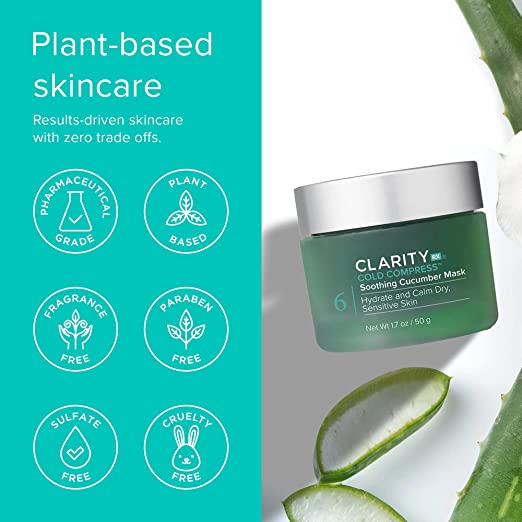 Plant-based
skincare
Results-driven skincare
with zero trade offs.
PHARMACEUTICAL
GRADE
PLANT
BASED
FRAGRANCE
FREE
PARABEN
FREE
SULFATE
FREE
CRUELTY
FREE
CLARITY RX
COLD COMPRESS™
Soothing Cucumber Mask
6
Hydrate and Calm Dry,
Sensitive Skin
Net Wt 1.7 oz / 50 g